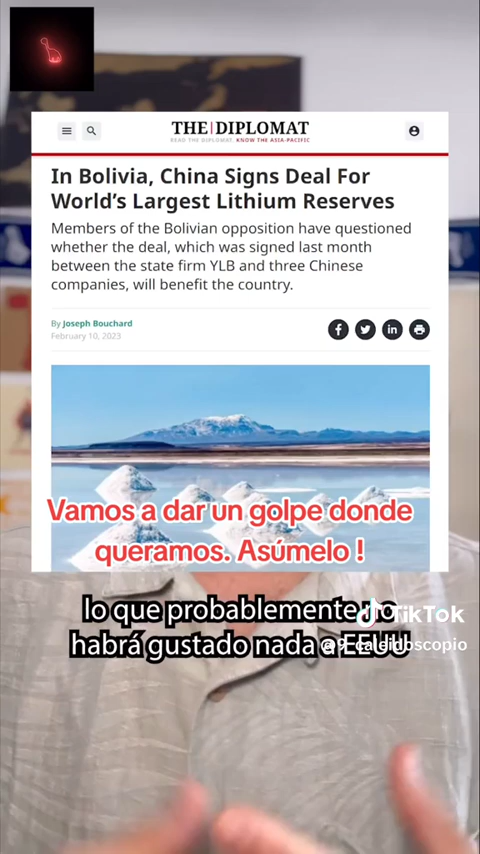 THE|DIPLOMAT
READ THE DIPLOMAT, KNOW THE ASIA-PACIFIC
In Bolivia, China Signs Deal For
World's Largest Lithium Reserves
Members of the Bolivian opposition have questioned
whether the deal, which was signed last month
between the state firm YLB and three Chinese
companies, will benefit the country.
By Joseph Bouchard
February 10, 2023
Vamos a dar un golpe donde
queramos. Asúmelo !
lo que probablemente no
habrá gustado nada a EEUU
TikTok
@9_caleidoscopio